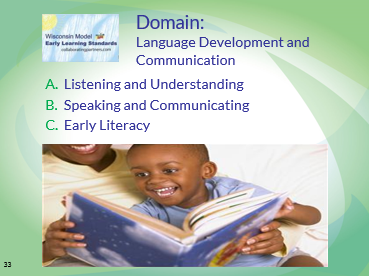 Wisconsin Model
Early Learning Standards
collaboratingpartners.com
Domain:
Language Development and
Communication
A. Listening and Understanding
B. Speaking and Communicating
C. Early Literacy
33